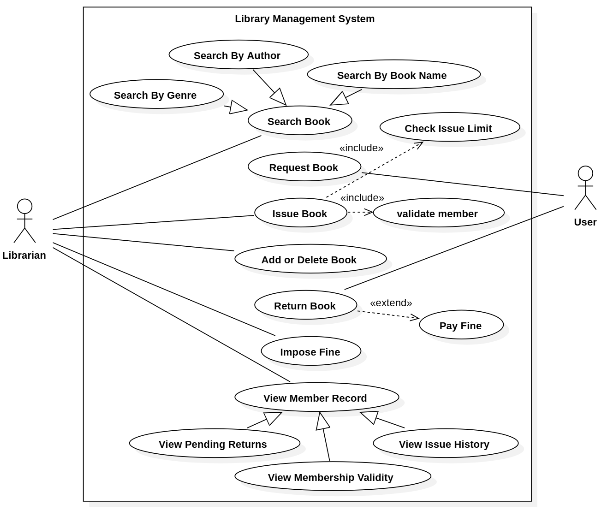 Library Management System
Search By Author
Search By Book Name
Search By Genre
Search Book
Check Issue Limit
«include»
Request Book
«include»
Issue Book
validate member
User
Librarian
Add or Delete Book
Return Book
«extend»
Pay Fine
Impose Fine
View Member Record
View Pending Returns
View Issue History
View Membership Validity